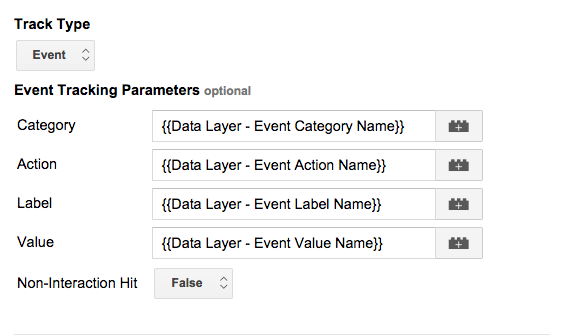 Track Type
Event
Event Tracking Parameters optional
Category {{Data Layer - Event Category Name}}
Action {{Data Layer - Event Action Name}}
Label {{Data Layer - Event Label Name}}
Value {{Data Layer - Event Value Name}}
Non-Interaction Hit False